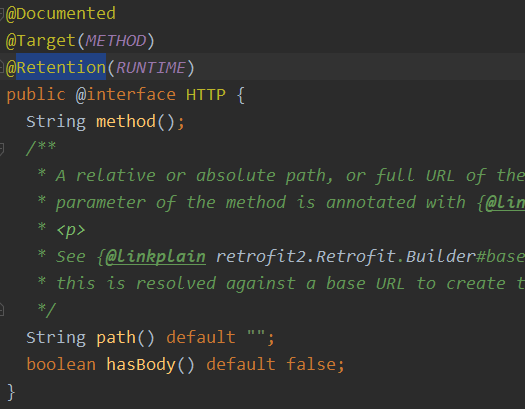 @Documented
@Target(METHOD)
@Retention(RUNTIME)
public @interface HTTP {
  String method();
  /**
   * A relative or absolute path, or full URL of the
   * parameter of the method is annotated with {@lin
   * <p>
   * See {@linkplain retrofit2.Retrofit.Builder#base
   * this is resolved against a base URL to create t
   */
  String path() default "";
  boolean hasBody() default false;
}